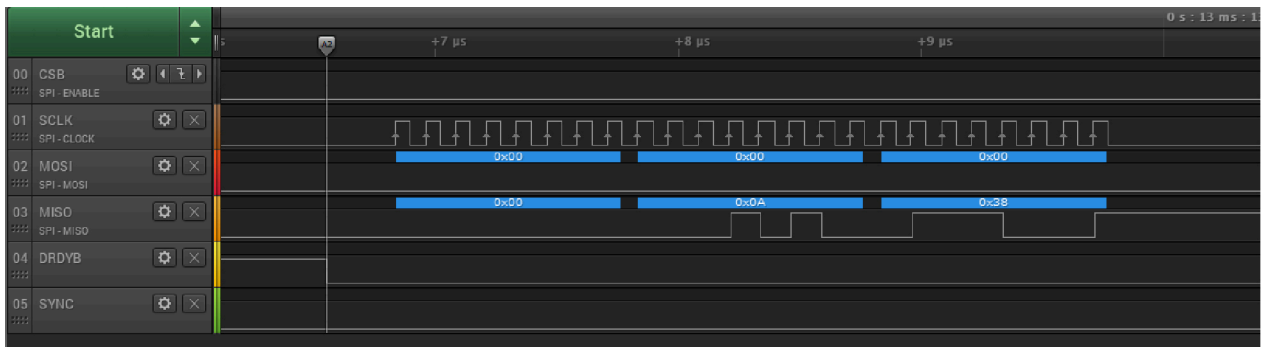 Start
0 s : 13 ms : 1
A2
+7 µs
+8 µs
+9 µs
00 CSB
SPI - ENABLE
01 SCLK
SPI - CLOCK
02 MOSI
SPI - MOSI
0x00 0x00 0x00
03 MISO
SPI - MISO
0x00 0x0A 0x38
04 DRDYB
05 SYNC